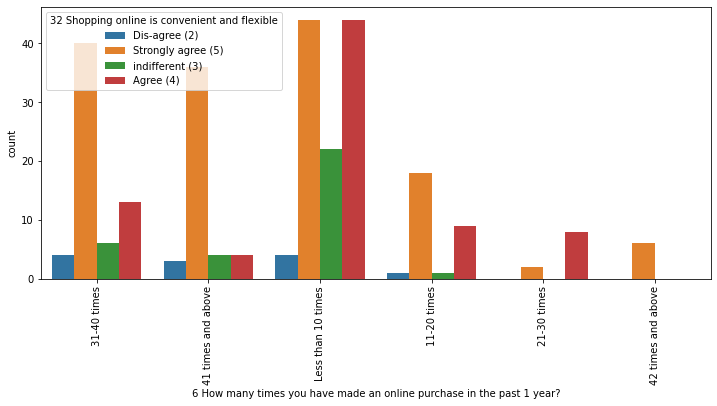 32 Shopping online is convenient and flexible
Dis-agree (2)
Strongly agree (5)
indifferent (3)
Agree (4)
count
40
30
20
10
0
31-40 times
41 times and above
Less than 10 times
11-20 times
21-30 times
42 times and above
6 How many times you have made an online purchase in the past 1 year?